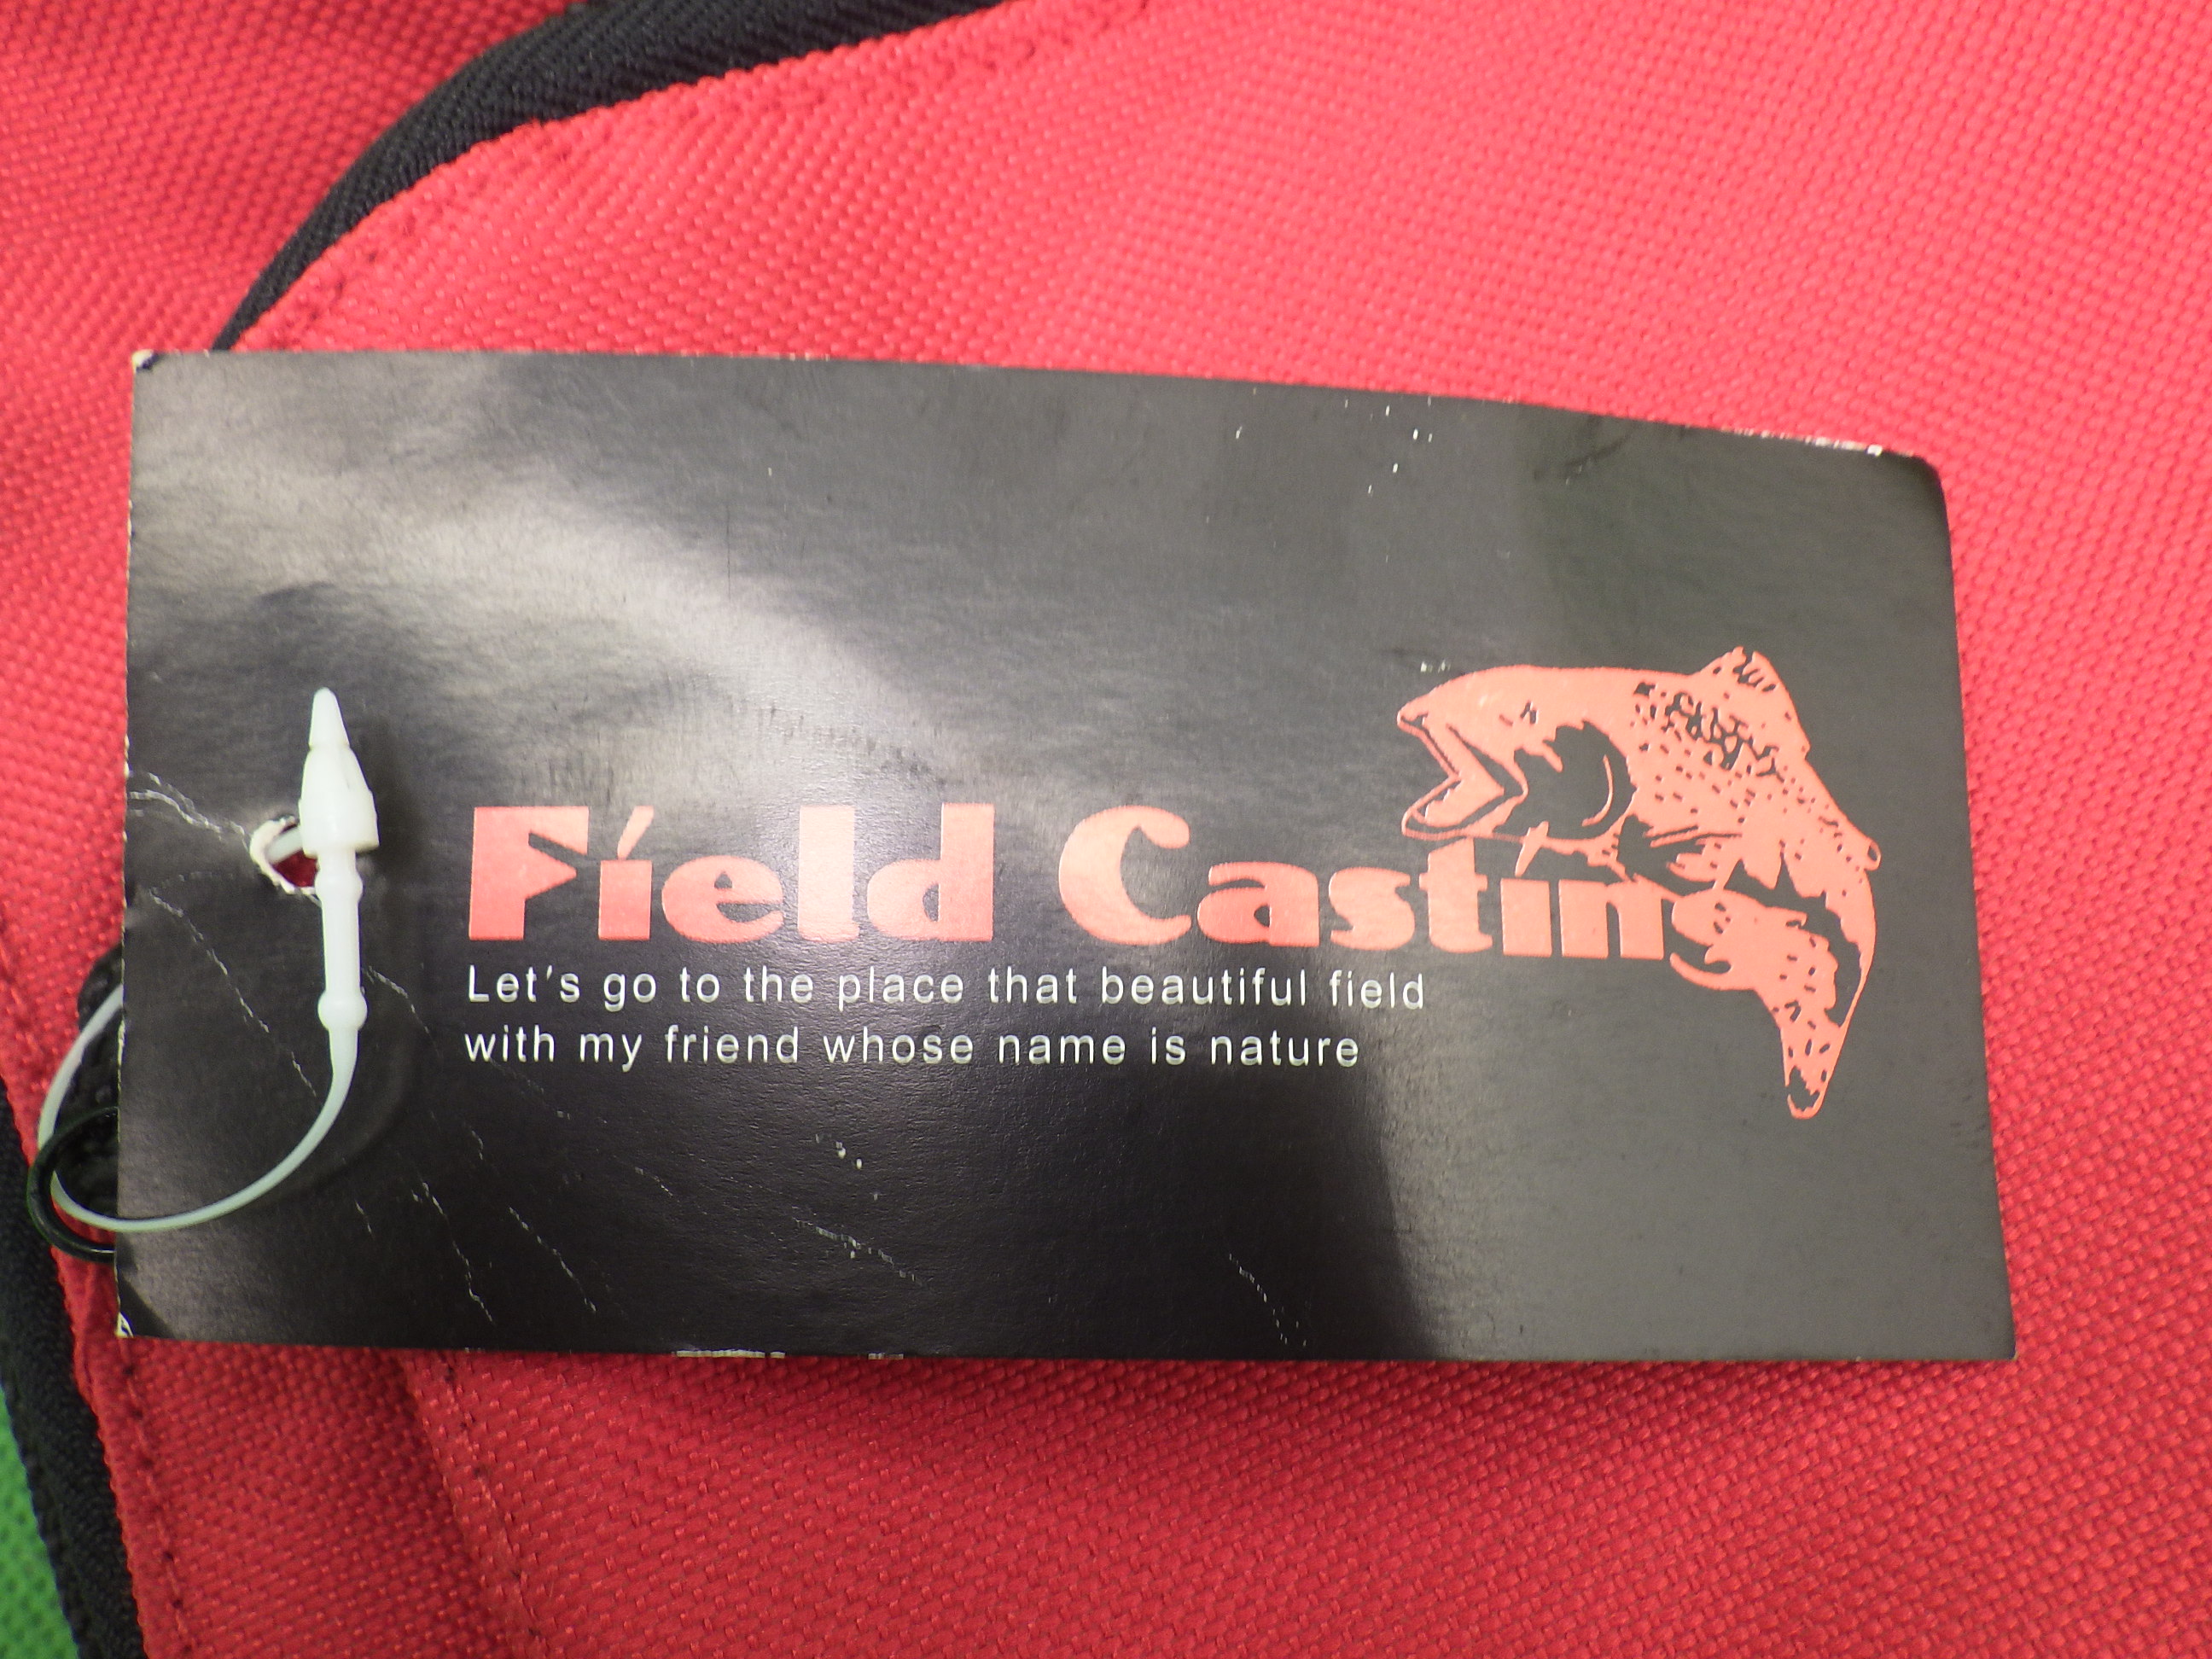 Field Casting
Let's go to the place that beautiful field
with my friend whose name is nature